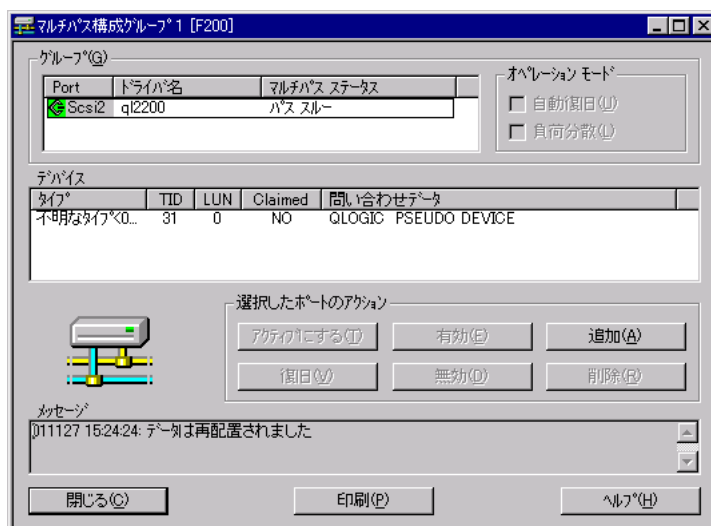 ﾏﾙﾁﾊﾟｽ構成ｸﾞﾙｰﾌﾟ 1 [F200]
ｸﾞﾙｰﾌﾟ(G)
Port ﾄﾞﾗｲﾊﾞ名 ﾏﾙﾁﾊﾟｽ ｽﾃｰﾀｽ
Scsi2 ql2200 ﾊﾟｽ ｽﾙｰ
ｵﾍﾟﾚｰｼｮﾝ ﾓｰﾄﾞ
自動復旧(U)
負荷分散(L)
ﾃﾞﾊﾞｲｽ
ﾀｲﾌﾟ TID LUN Claimed 問い合わせﾃﾞｰﾀ
不明なﾀｲﾌﾟ<0... 31 0 NO QLOGIC PSEUDO DEVICE
選択したﾎﾟｰﾄのｱｸｼｮﾝ
ｱｸﾃｨﾌﾞにする(T) 有効(E) 追加(A)
復旧(V) 無効(D) 削除(R)
ﾒｯｾｰｼﾞ
011127 15:24:24: ﾃﾞｰﾀは再配置されました
閉じる(C) 印刷(P) ﾍﾙﾌﾟ(H)